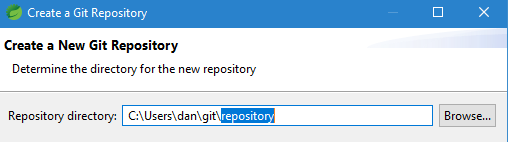 Create a Git Repository
Create a New Git Repository
Determine the directory for the new repository
Repository directory: C:\Users\dan\git\repository Browse...